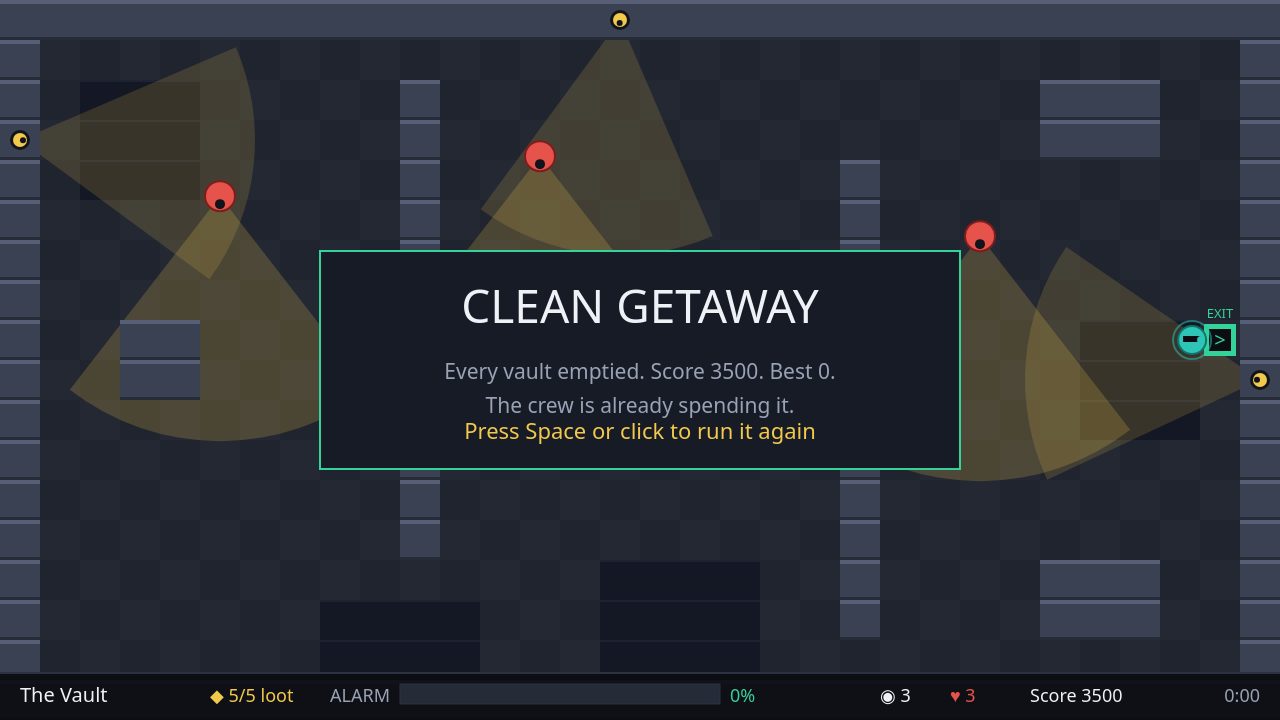 EXIT
>
CLEAN GETAWAY
Every vault emptied. Score 3500. Best 0.
The crew is already spending it.
Press Space or click to run it again
The Vault ◆ 5/5 loot ALARM 0% ◉ 3 ♥ 3 Score 3500 0:00